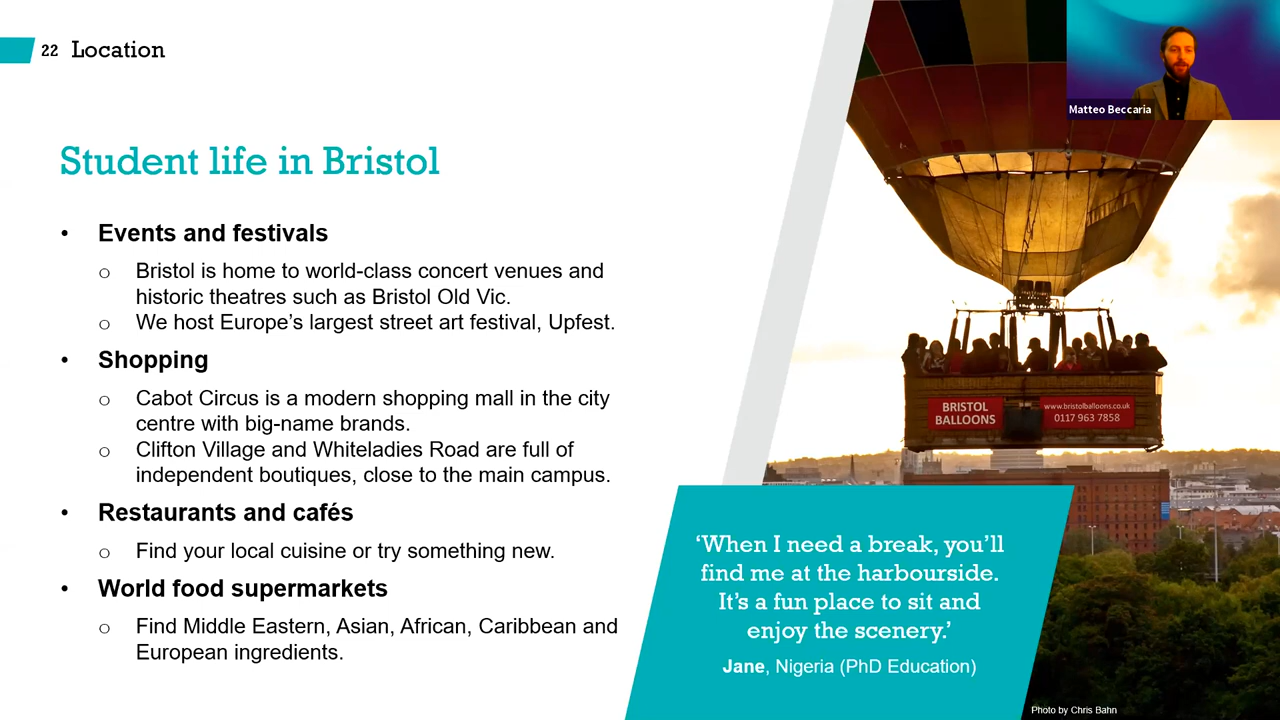 22 Location
Student life in Bristol
• Events and festivals
o Bristol is home to world-class concert venues and
historic theatres such as Bristol Old Vic.
o We host Europe’s largest street art festival, Upfest.
• Shopping
o Cabot Circus is a modern shopping mall in the city
centre with big-name brands.
o Clifton Village and Whiteladies Road are full of
independent boutiques, close to the main campus.
• Restaurants and cafés
o Find your local cuisine or try something new.
• World food supermarkets
o Find Middle Eastern, Asian, African, Caribbean and
European ingredients.
Matteo Beccaria
BRISTOL
BALLOONS
www.bristolballoons.co.uk
0117 963 7858
‘When I need a break, you’ll
find me at the harbourside.
It’s a fun place to sit and
enjoy the scenery.’
Jane, Nigeria (PhD Education)
Photo by Chris Bahn